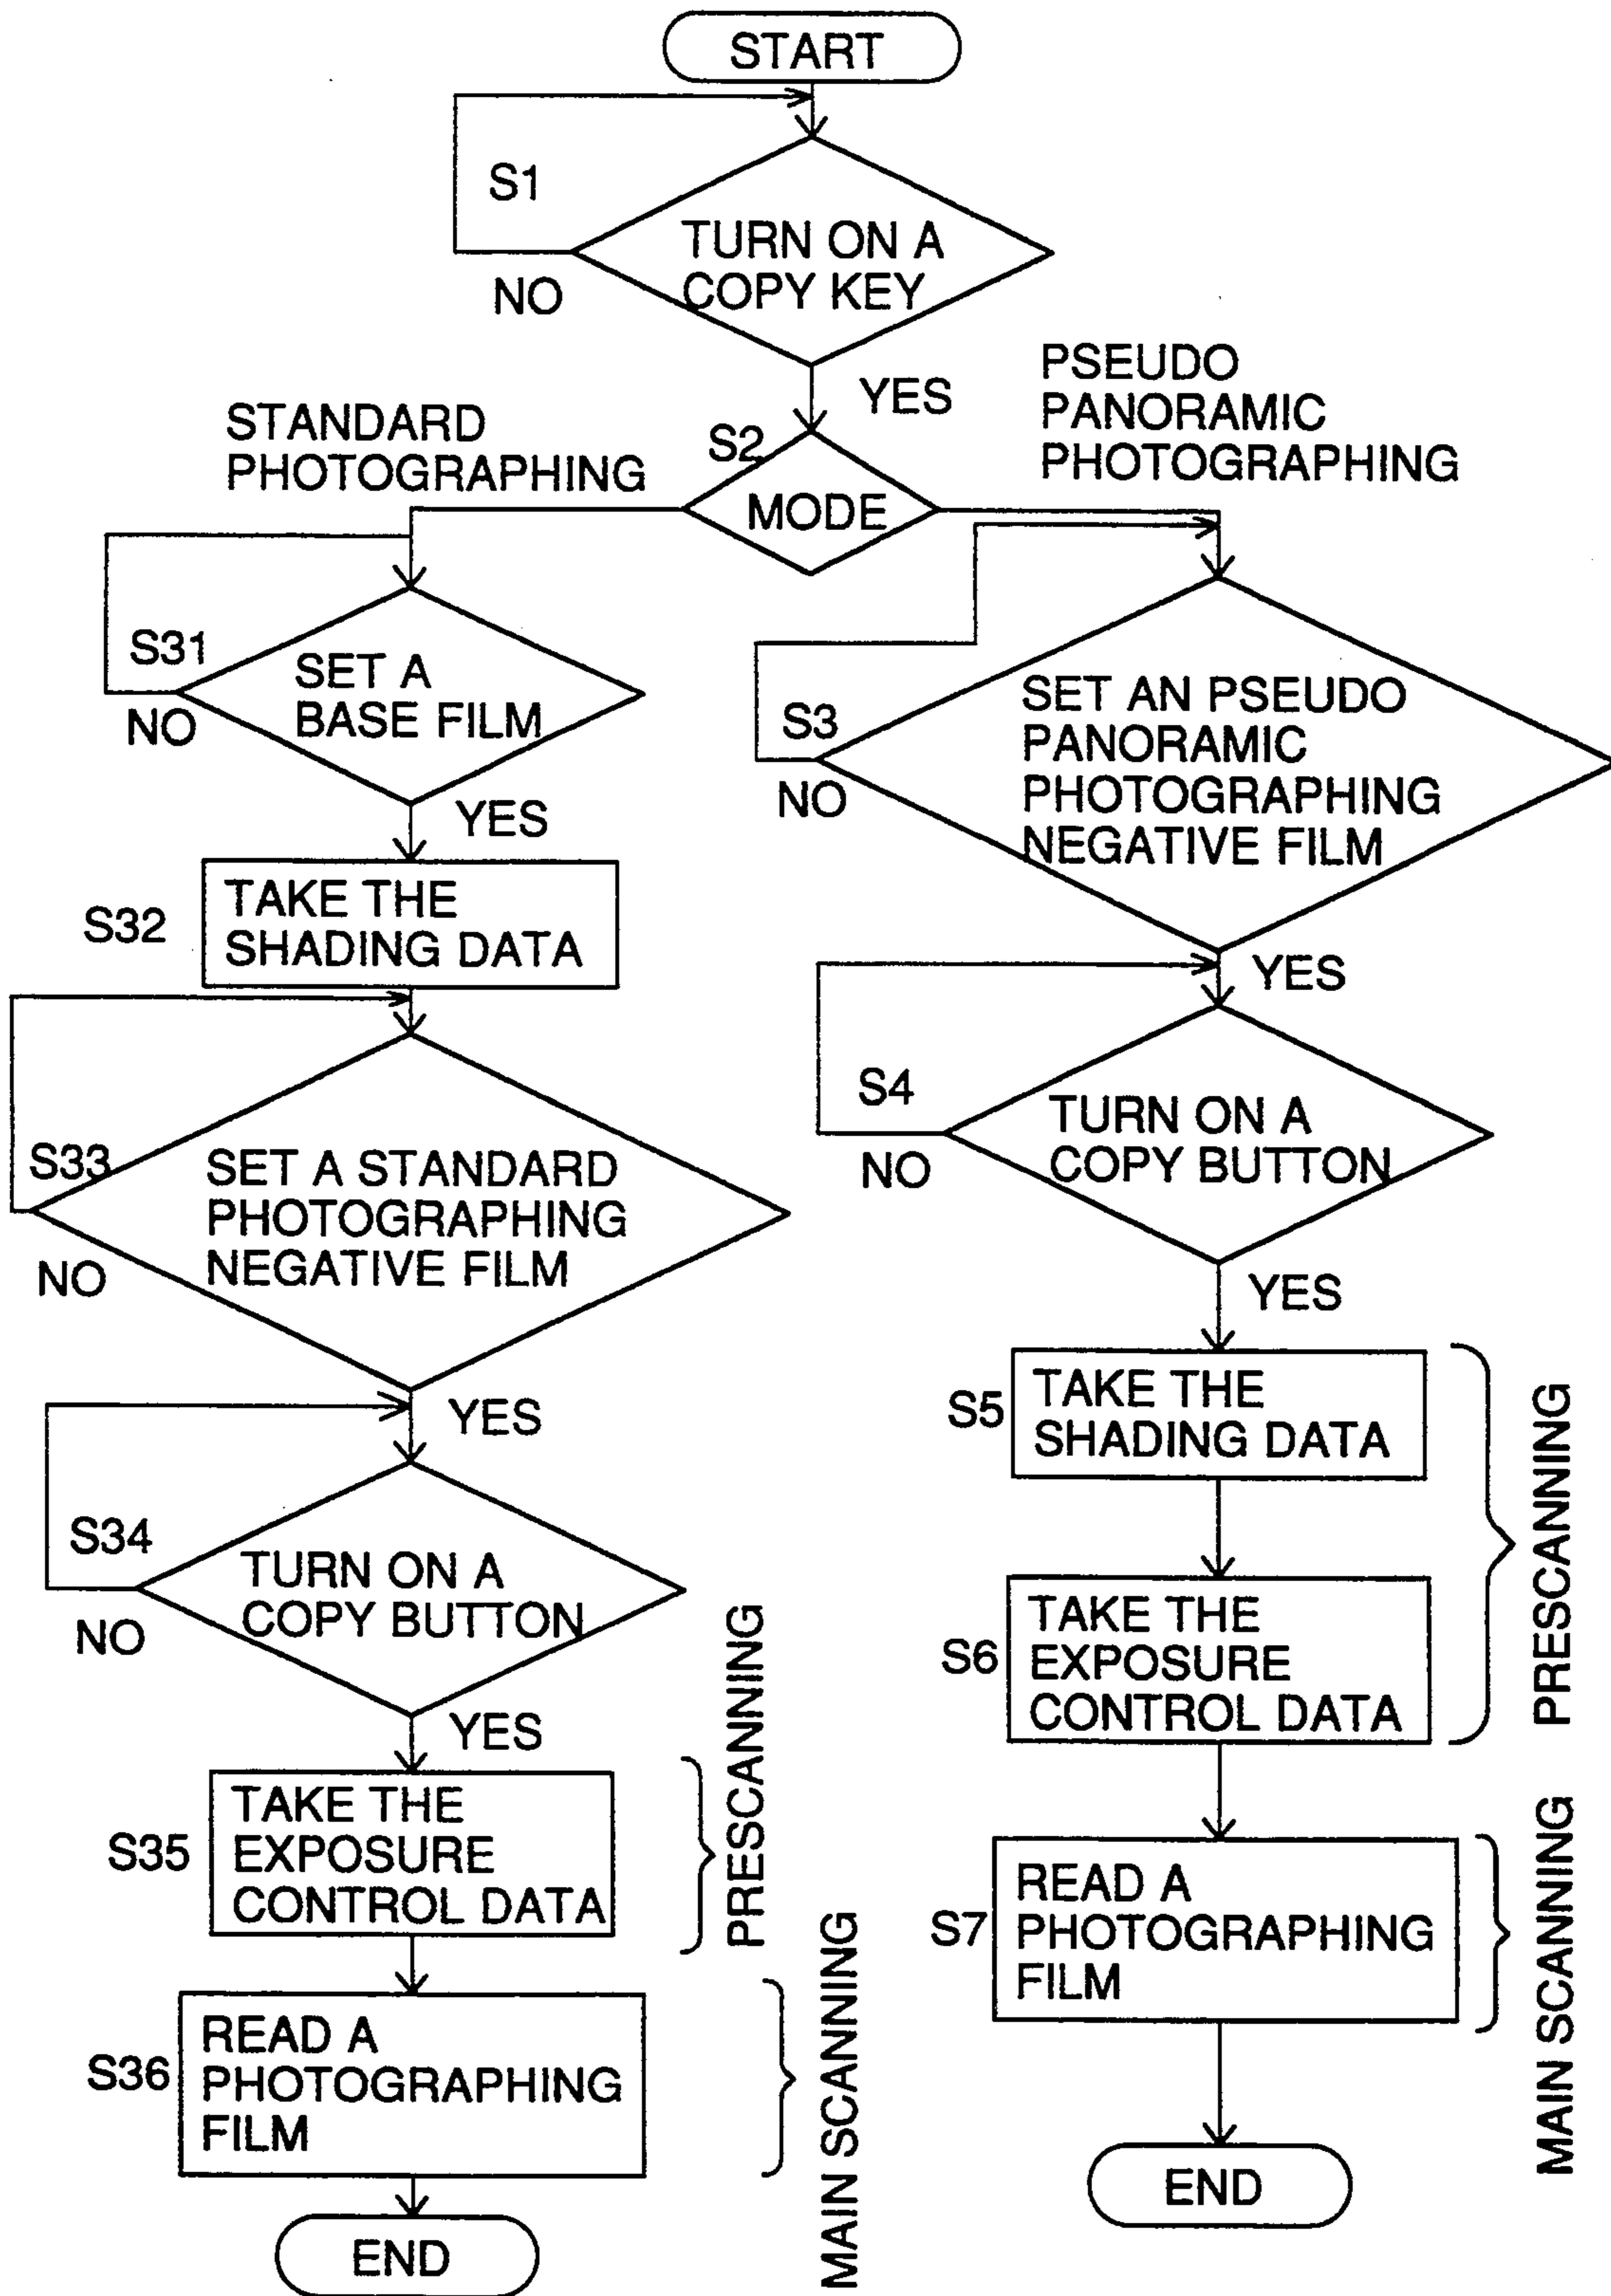 START
S1
TURN ON A
COPY KEY
NO
YES
STANDARD
PHOTOGRAPHING
S2
MODE
PSEUDO
PANORAMIC
PHOTOGRAPHING
S31
SET A
BASE FILM
NO
YES
S32
TAKE THE
SHADING DATA
S33
SET A STANDARD
PHOTOGRAPHING
NEGATIVE FILM
NO
YES
S34
TURN ON A
COPY BUTTON
NO
YES
S35
TAKE THE
EXPOSURE
CONTROL DATA
PRESCANNING
S36
READ A
PHOTOGRAPHING
FILM
MAIN SCANNING
END
S3
SET AN PSEUDO
PANORAMIC
PHOTOGRAPHING
NEGATIVE FILM
NO
YES
S4
TURN ON A
COPY BUTTON
NO
YES
S5
TAKE THE
SHADING DATA
S6
TAKE THE
EXPOSURE
CONTROL DATA
PRESCANNING
S7
READ A
PHOTOGRAPHING
FILM
MAIN SCANNING
END